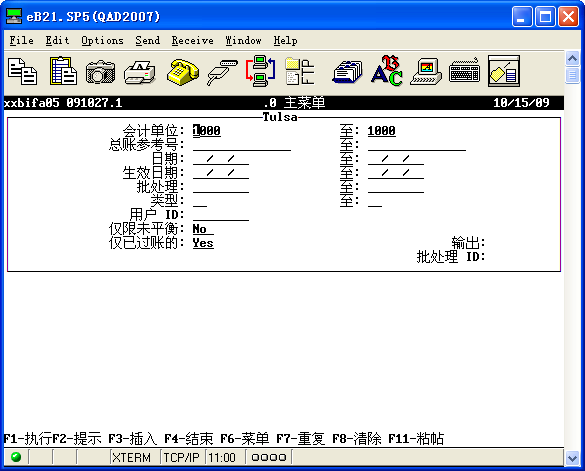 eB21.SP5(QAD2007)
File Edit Options Send Receive Window Help
xxbifa05 091027.1 .0 主菜单 10/15/09
Tulsa
会计单位: 1000 至: 1000
总账参考号: 至:
日期: / / 至: / /
生效日期: / / 至: / /
批处理: 至:
类型: 至:
用户 ID:
仅限未平衡: No
仅已过账的: Yes 输出:
批处理 ID:
F1-执行F2-提示 F3-插入 F4-结束 F6-菜单 F7-重复 F8-清除 F11-粘帖
XTERM TCP/IP 11:00